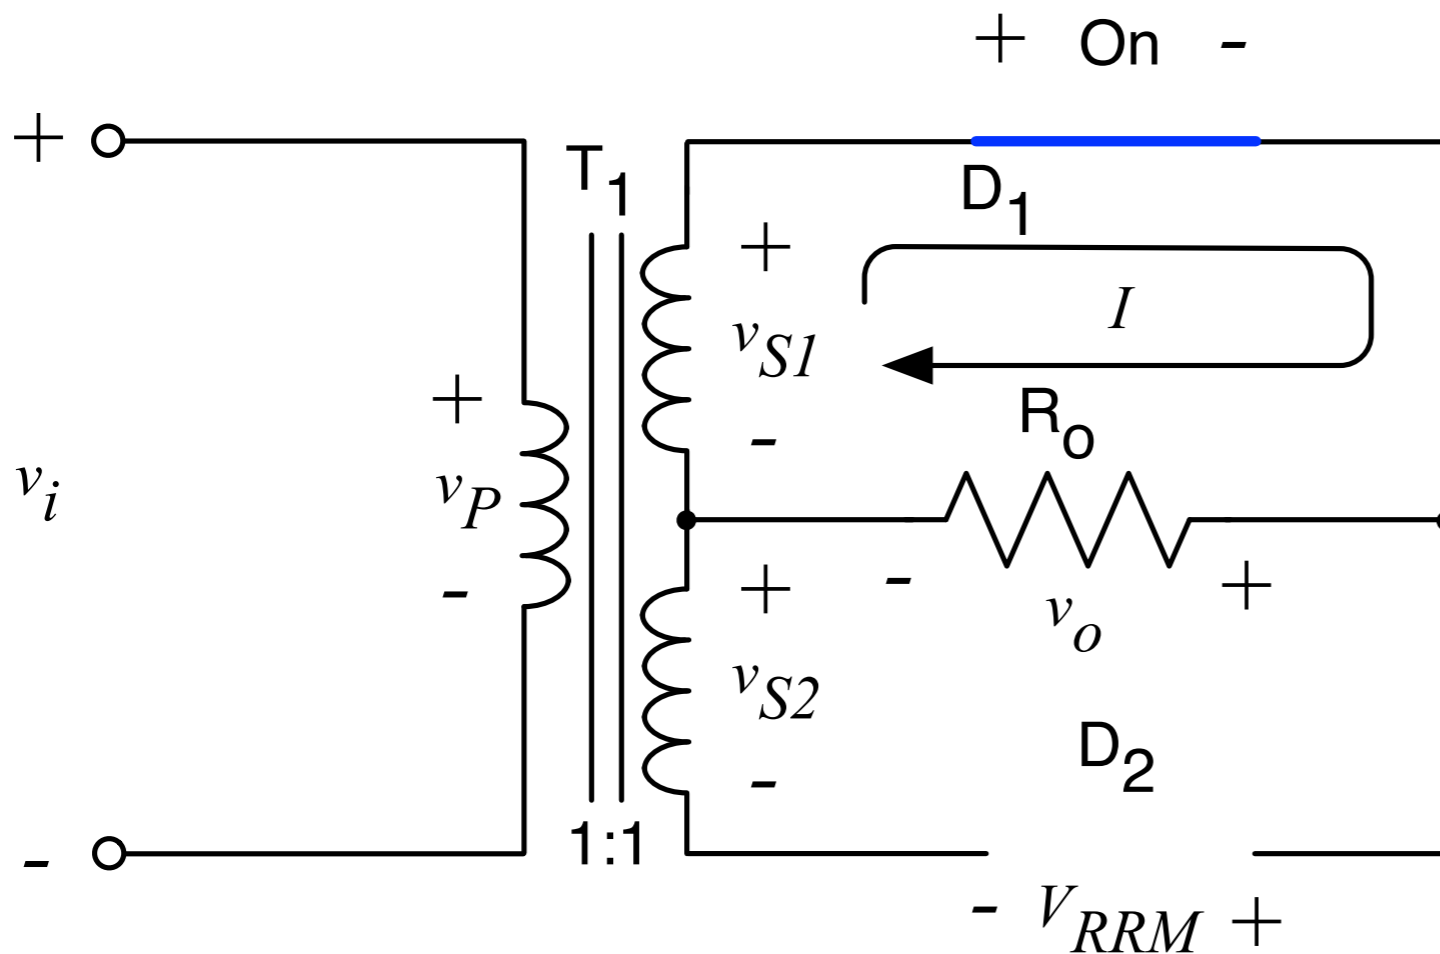 + On -
+
T1
D1
+
I
vS1
+
Ro
-
vi
vP
-
+
-
+
vo
vS2
D2
-
1:1
-
- VRRM +